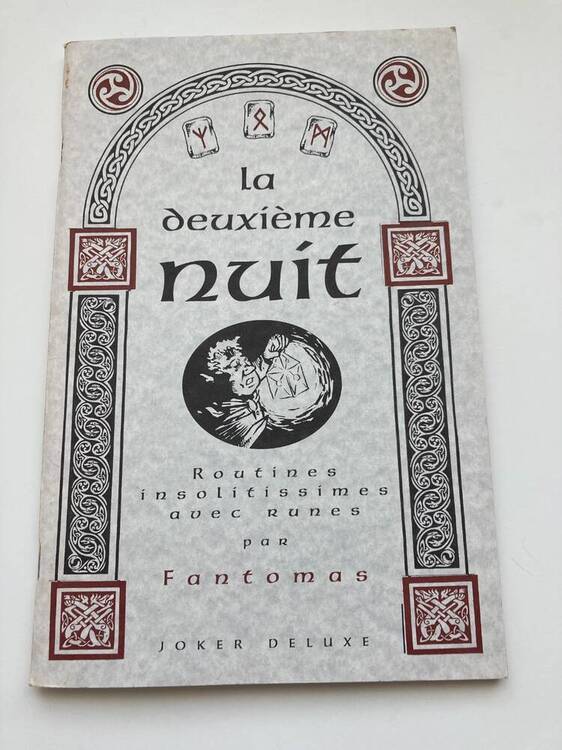 ᛉ ᛟ ᛞ
la
deuxième
nuit
Routines
insolitissimes
avec runes
par
Fantomas
JOKER DELUXE